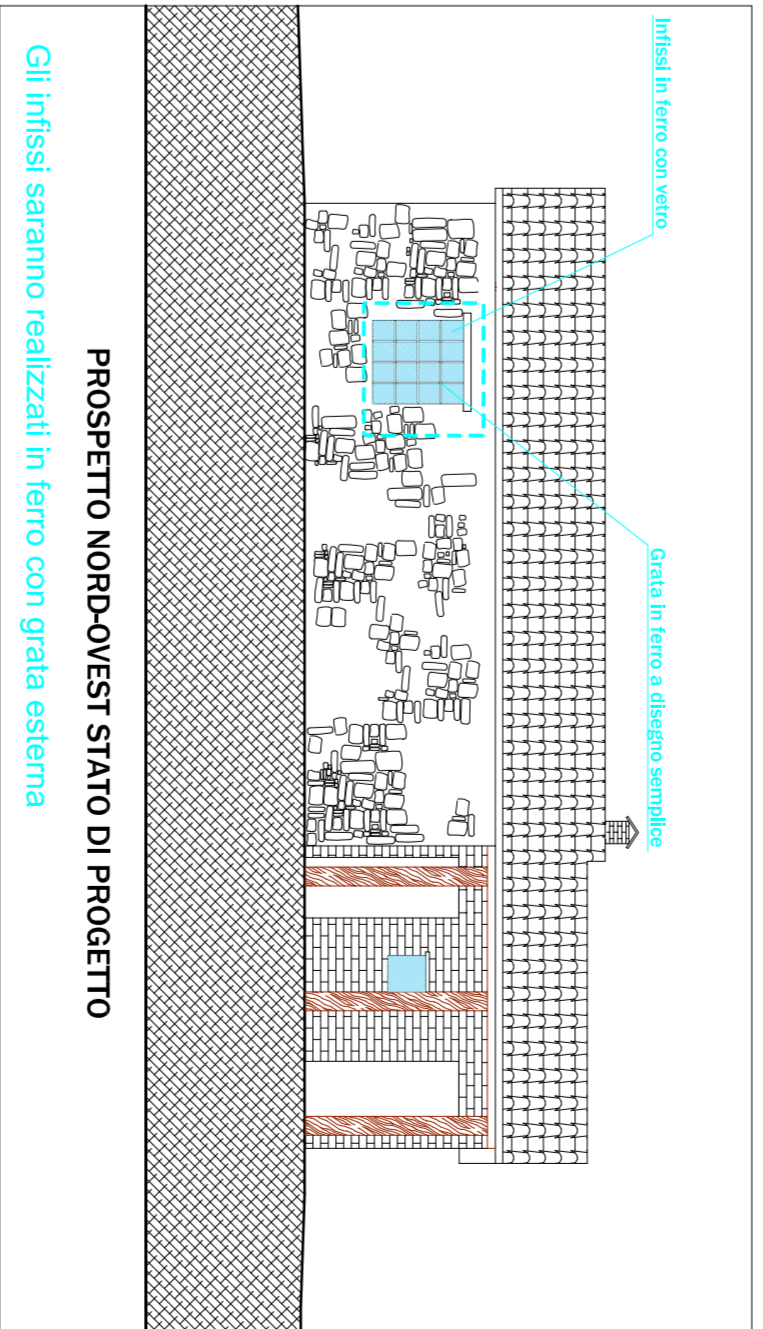 Infissi in ferro con vetro
Grata in ferro a disegno semplice
PROSPETTO NORD-OVEST STATO DI PROGETTO
Gli infissi saranno realizzati in ferro con grata esterna